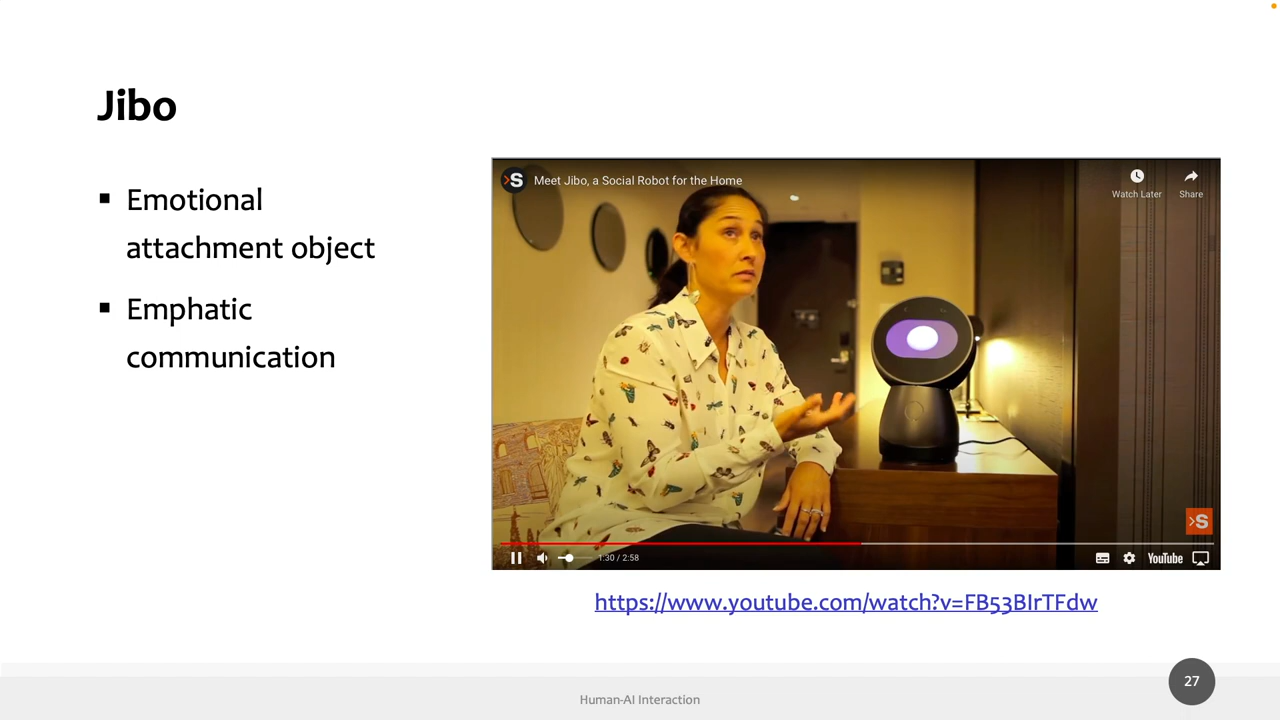 Jibo
Emotional
attachment object
Emphatic
communication
S
Meet Jibo, a Social Robot for the Home
Watch Later
Share
S
1:30 / 2:58
YouTube
https://www.youtube.com/watch?v=FB53BIrTFdw
27
Human-AI Interaction